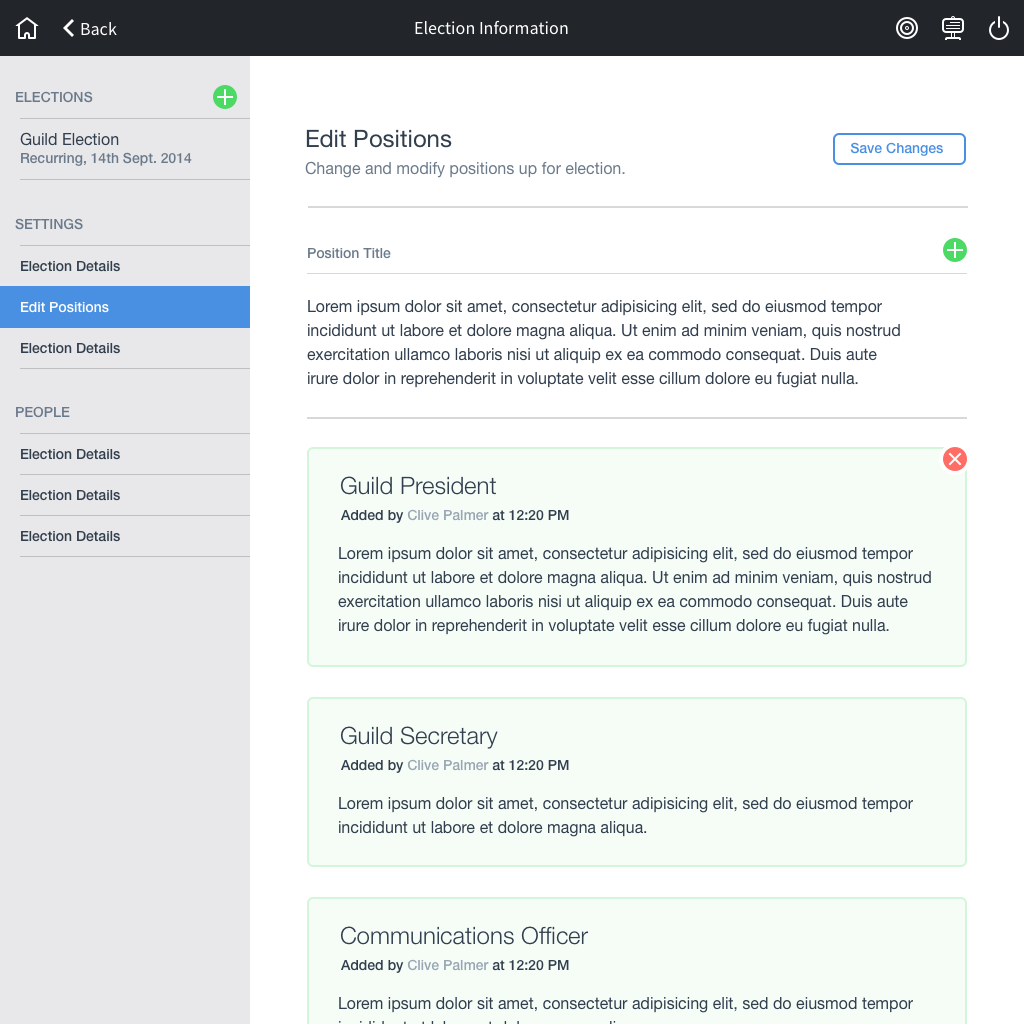 Back
Election Information
ELECTIONS
Guild Election
Recurring, 14th Sept. 2014
SETTINGS
Election Details
Edit Positions
Election Details
PEOPLE
Election Details
Election Details
Election Details
Edit Positions
Change and modify positions up for election.
Save Changes
Position Title
Lorem ipsum dolor sit amet, consectetur adipisicing elit, sed do eiusmod tempor
incididunt ut labore et dolore magna aliqua. Ut enim ad minim veniam, quis nostrud
exercitation ullamco laboris nisi ut aliquip ex ea commodo consequat. Duis aute
irure dolor in reprehenderit in voluptate velit esse cillum dolore eu fugiat nulla.
Guild President
Added by Clive Palmer at 12:20 PM
Lorem ipsum dolor sit amet, consectetur adipisicing elit, sed do eiusmod tempor
incididunt ut labore et dolore magna aliqua. Ut enim ad minim veniam, quis nostrud
exercitation ullamco laboris nisi ut aliquip ex ea commodo consequat. Duis aute
irure dolor in reprehenderit in voluptate velit esse cillum dolore eu fugiat nulla.
Guild Secretary
Added by Clive Palmer at 12:20 PM
Lorem ipsum dolor sit amet, consectetur adipisicing elit, sed do eiusmod tempor
incididunt ut labore et dolore magna aliqua.
Communications Officer
Added by Clive Palmer at 12:20 PM
Lorem ipsum dolor sit amet, consectetur adipisicing elit, sed do eiusmod tempor